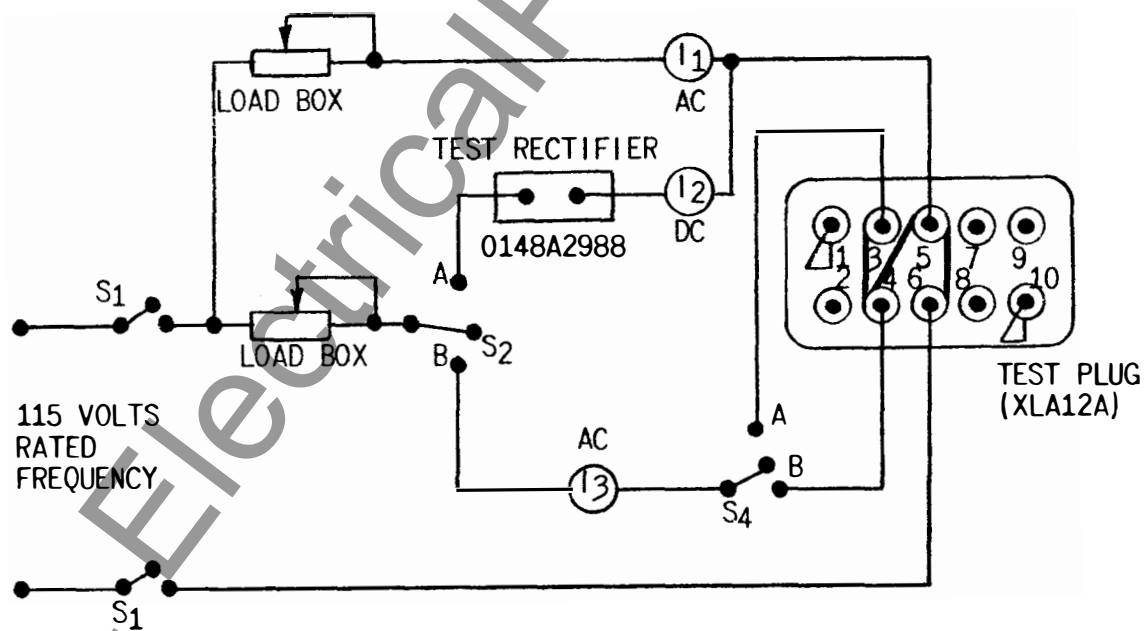 I1
LOAD BOX
AC
TEST RECTIFIER
I2
0148A2988
DC
1 3 5 7 9
2 4 6 8 10
A
S1
S2
LOAD BOX
B
TEST PLUG
(XLA12A)
115 VOLTS
RATED
FREQUENCY
A
AC
B
I3
S4
S1
Electrical